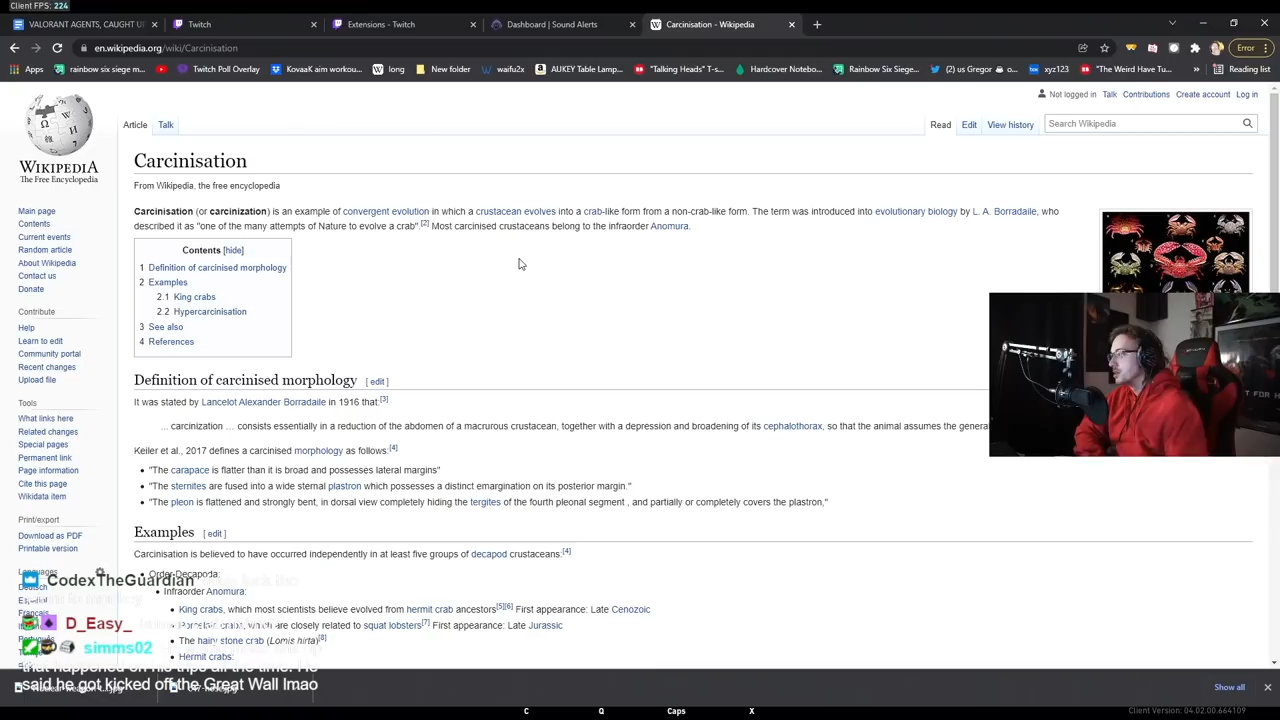 Client FPS: 224
VALORANT AGENTS, CAUGHT U
Twitch
Extensions - Twitch
Dashboard | Sound Alerts
Carcinisation - Wikipedia
en.wikipedia.org/wiki/Carcinisation
Error
Apps
rainbow six siege m...
Twitch Poll Overlay
KovaaK aim workou...
long
New folder
waifu2x
AUKEY Table Lamp...
"Talking Heads" T-s...
Hardcover Notebo...
Rainbow Six Siege...
(2) us Gregor
o...
xyz123
"The Weird Have Tu...
»
Reading list
Not logged in Talk Contributions Create account Log in
Article Talk
Read Edit View history
Search Wikipedia
WIKIPEDIA
The Free Encyclopedia
Main page
Contents
Current events
Random article
About Wikipedia
Contact us
Donate
Contribute
Help
Learn to edit
Community portal
Recent changes
Upload file
Tools
What links here
Related changes
Special pages
Permanent link
Page information
Cite this page
Wikidata item
Print/export
Download as PDF
Printable version
Languages
Deutsch
Español
Français
Carcinisation
From Wikipedia, the free encyclopedia
Carcinisation (or carcinization) is an example of convergent evolution in which a crustacean evolves into a crab-like form from a non-crab-like form. The term was introduced into evolutionary biology by L. A. Borradaile, who
described it as "one of the many attempts of Nature to evolve a crab".[2] Most carcinised crustaceans belong to the infraorder Anomura.
Contents [hide]
1 Definition of carcinised morphology
2 Examples
2.1 King crabs
2.2 Hypercarcinisation
3 See also
4 References
Definition of carcinised morphology [ edit ]
It was stated by Lancelot Alexander Borradaile in 1916 that:[3]
... carcinization ... consists essentially in a reduction of the abdomen of a macrurous crustacean, together with a depression and broadening of its cephalothorax, so that the animal assumes the genera
Keiler et al., 2017 defines a carcinised morphology as follows:[4]
• "The carapace is flatter than it is broad and possesses lateral margins"
• "The sternites are fused into a wide sternal plastron which possesses a distinct emargination on its posterior margin."
• "The pleon is flattened and strongly bent, in dorsal view completely hiding the tergites of the fourth pleonal segment , and partially or completely covers the plastron,"
Examples [ edit ]
Carcinisation is believed to have occurred independently in at least five groups of decapod crustaceans:[4]
• Order Decapoda:
• Infraorder Anomura:
• King crabs, which most scientists believe evolved from hermit crab ancestors[5][6] First appearance: Late Cenozoic
• Porcelain crabs, which are closely related to squat lobsters[7] First appearance: Late Jurassic
• The hairy stone crab (Lomis hirta)[8]
• Hermit crabs:
CodexTheGuardian
D_Easy_
simms02
that happened on his trips all the time. He
said he got kicked off the Great Wall lmao
Show all
C Q Caps X
Client Version: 04.02.00.664109